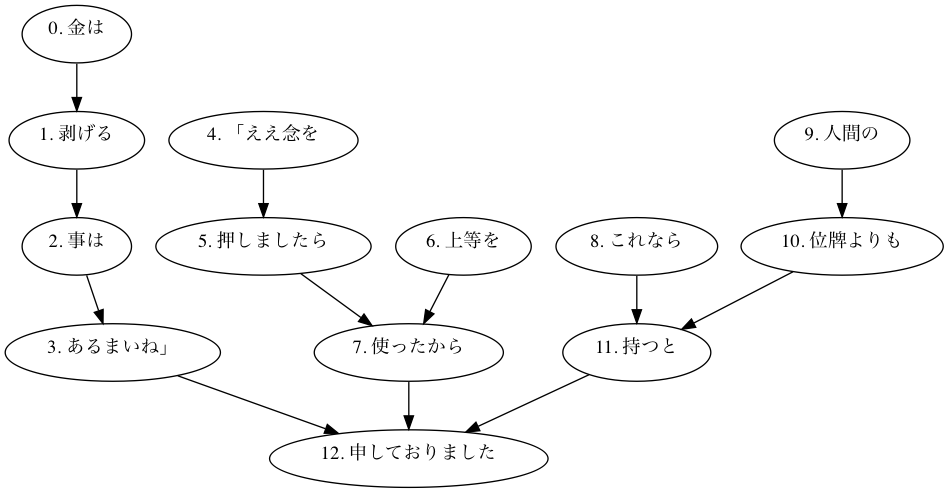 0. 金は
1. 剥げる
4. 「ええ念を
9. 人間の
2. 事は
5. 押しましたら
6. 上等を
8. これなら
10. 位牌よりも
3. あるまいね」
7. 使ったから
11. 持つと
12. 申しておりました